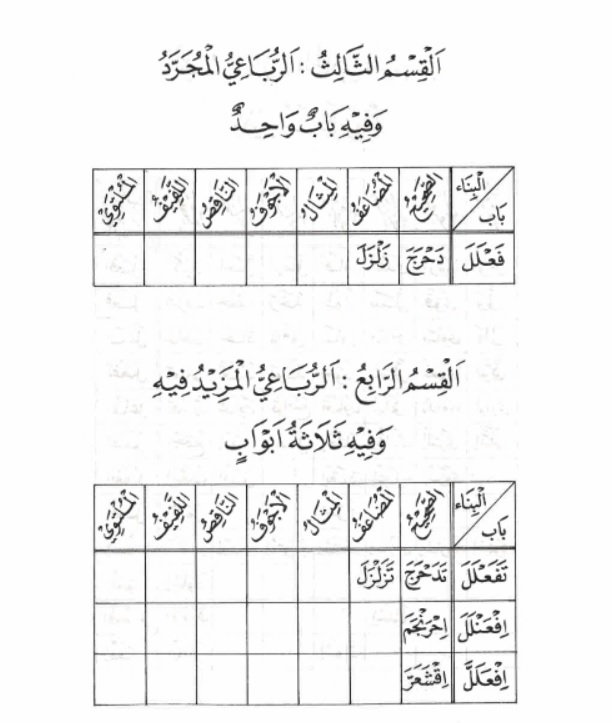 اَلْقِسْمُ الثَّالِثُ : اَلرُّبَاعِيُّ الْمُجَرَّدُ
وَفِيْهِ بَابٌ وَاحِدٌ
اَلْبِنَاء / بَاب اَلصَّحِيْحُ اَلْمُضَاعَفُ اَلْمِثَالُ اَلْاَجْوَفُ اَلنَّاقِصُ اَللَّفِيْفُ اَلْمُلْتَوِيْ
فَعْلَلَ دَحْرَجَ زَلْزَلَ
اَلْقِسْمُ الرَّابِعُ : اَلرُّبَاعِيُّ الْمَزِيْدُ فِيْهِ
وَفِيْهِ ثَلَاثَةُ اَبْوَابٍ
اَلْبِنَاء / بَاب اَلصَّحِيْحُ اَلْمُضَاعَفُ اَلْمِثَالُ اَلْاَجْوَفُ اَلنَّاقِصُ اَللَّفِيْفُ اَلْمُلْتَوِيْ
تَفَعْلَلَ تَدَحْرَجَ تَزَلْزَلَ
اِفْعَنْلَلَ اِحْرَنْجَمَ
اِفْعَلَلَّ اِقْشَعَرَّ